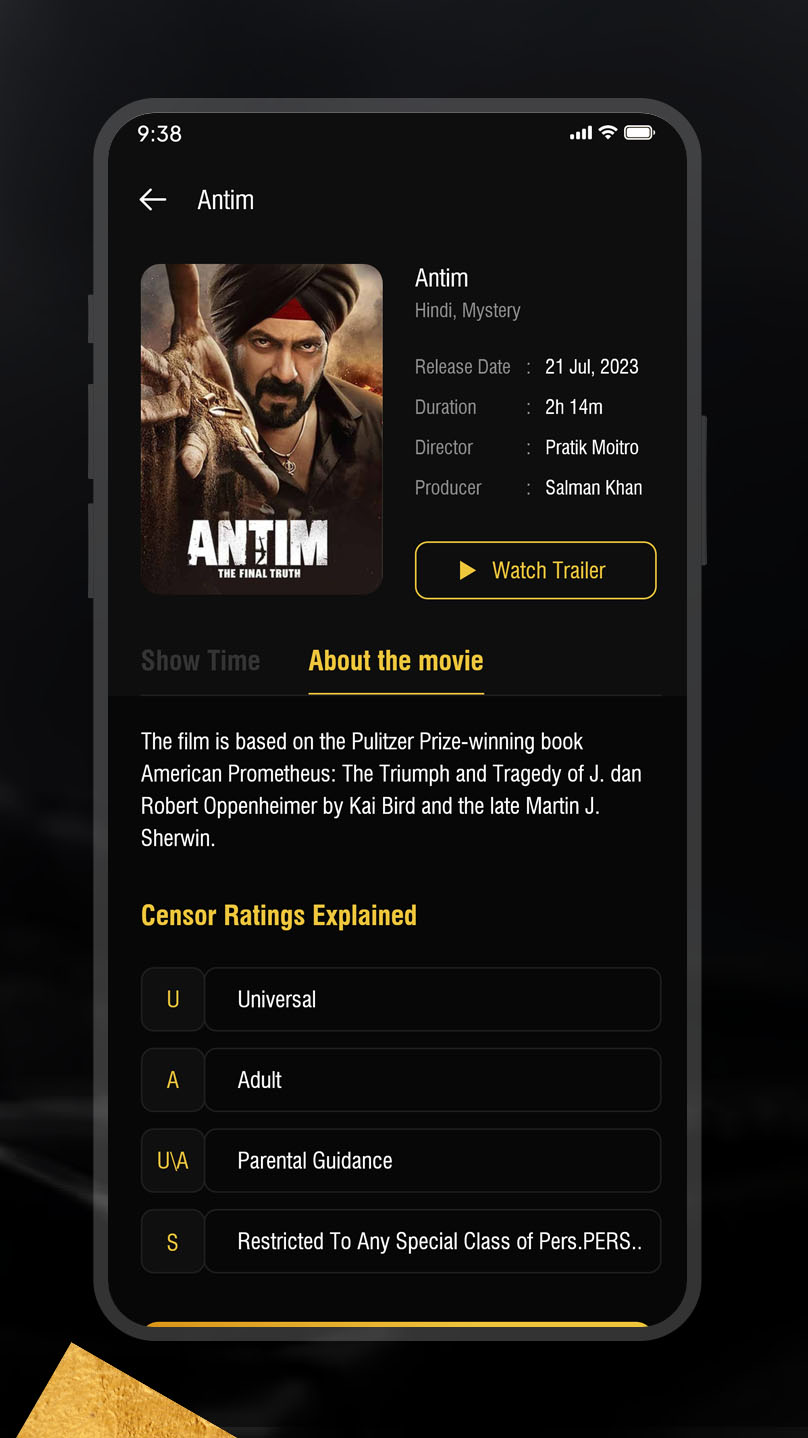 9:38
Antim
ANTIM
THE FINAL TRUTH
Antim
Hindi, Mystery
Release Date : 21 Jul, 2023
Duration : 2h 14m
Director : Pratik Moitro
Producer : Salman Khan
Watch Trailer
Show Time
About the movie
The film is based on the Pulitzer Prize-winning book
American Prometheus: The Triumph and Tragedy of J. dan
Robert Oppenheimer by Kai Bird and the late Martin J.
Sherwin.
Censor Ratings Explained
U Universal
A Adult
U\A Parental Guidance
S Restricted To Any Special Class of Pers.PERS..